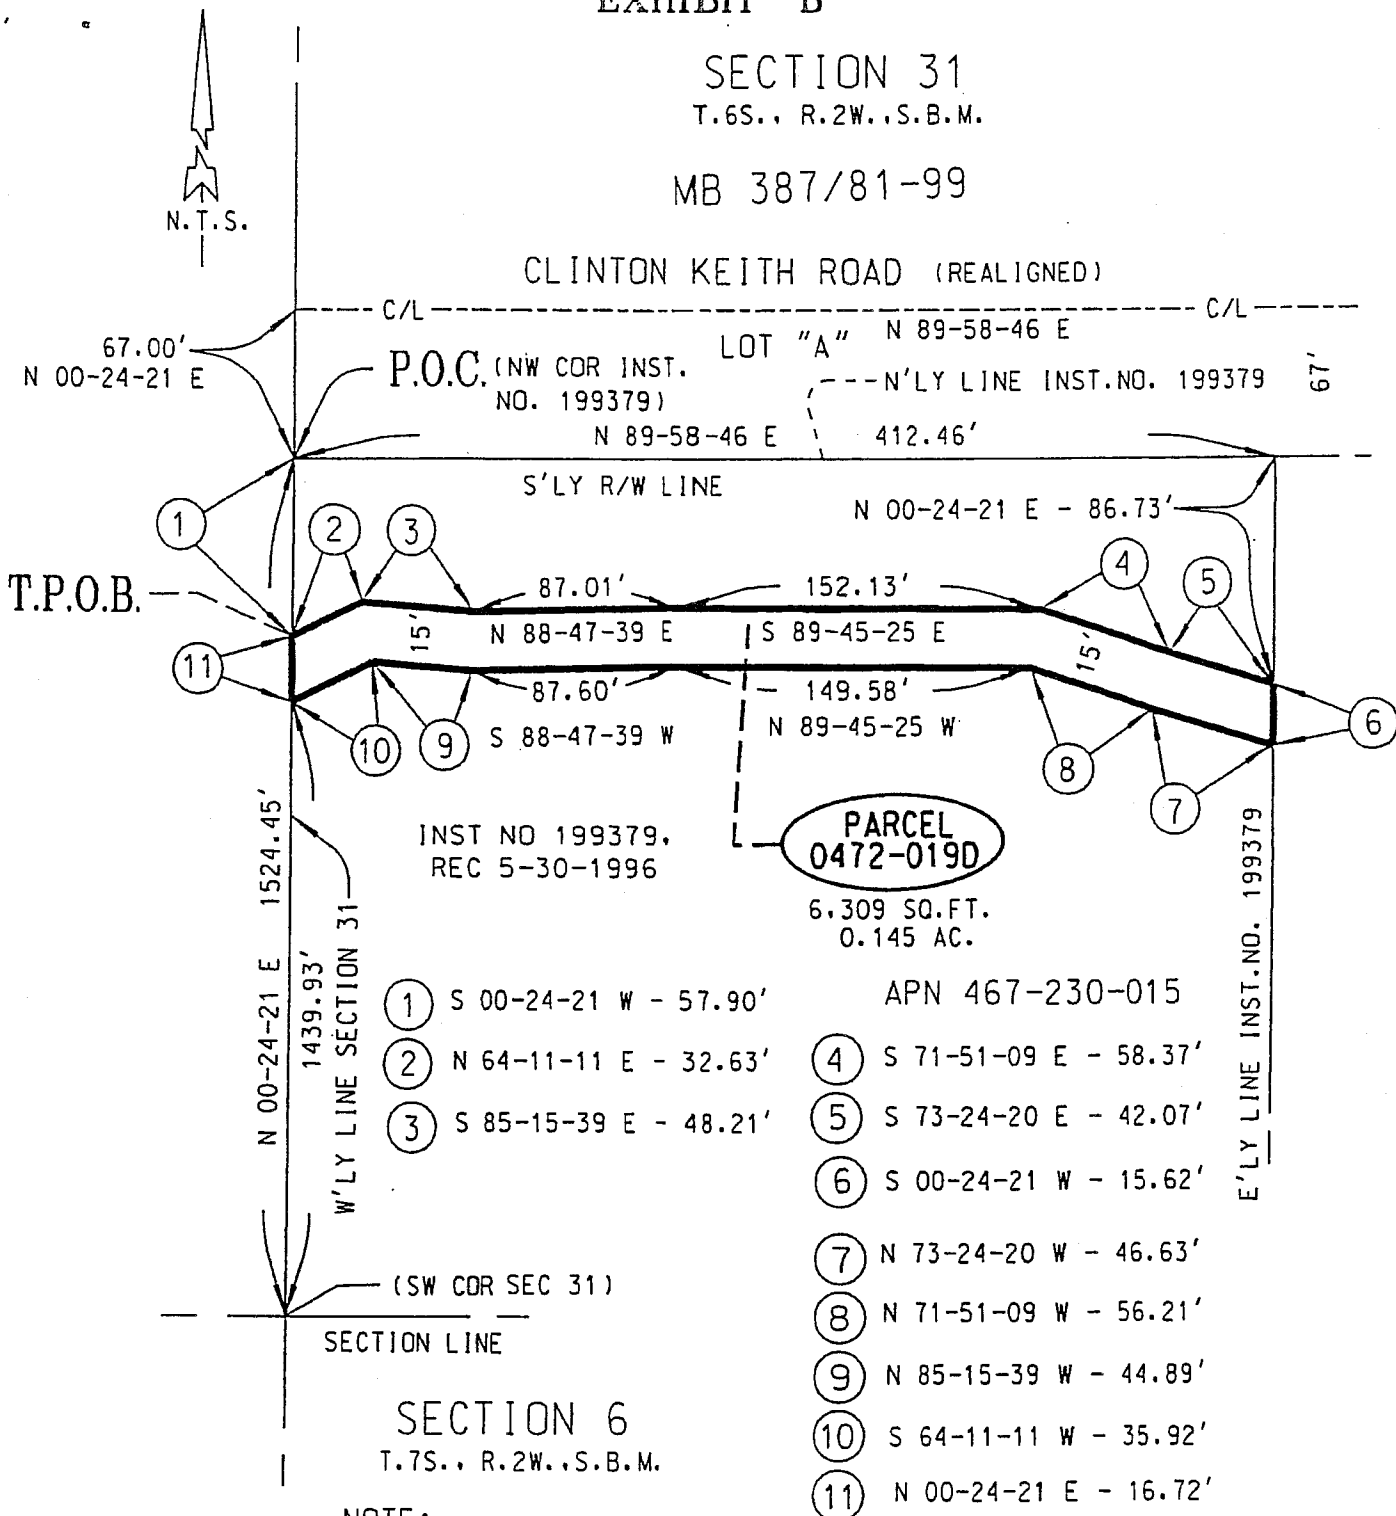 EXHIBIT "B"
SECTION 31
T.6S., R.2W.,S.B.M.
MB 387/81-99
N.T.S.
CLINTON KEITH ROAD (REALIGNED)
C/L
C/L
67.00'
N 00-24-21 E
LOT "A"
N 89-58-46 E
67'
P.O.C. (NW COR INST.
NO. 199379)
N'LY LINE INST.NO. 199379
N 89-58-46 E 412.46'
S'LY R/W LINE
N 00-24-21 E - 86.73'
1
2
3
4
5
T.P.O.B.
87.01'
152.13'
15'
N 88-47-39 E
S 89-45-25 E
15'
11
87.60'
149.58'
6
10
9
S 88-47-39 W
N 89-45-25 W
8
7
INST NO 199379,
REC 5-30-1996
PARCEL
0472-019D
6,309 SQ.FT.
0.145 AC.
N 00-24-21 E 1524.45'
1439.93'
W'LY LINE SECTION 31
E'LY LINE INST.NO. 199379
APN 467-230-015
1 S 00-24-21 W - 57.90'
2 N 64-11-11 E - 32.63'
3 S 85-15-39 E - 48.21'
4 S 71-51-09 E - 58.37'
5 S 73-24-20 E - 42.07'
6 S 00-24-21 W - 15.62'
7 N 73-24-20 W - 46.63'
8 N 71-51-09 W - 56.21'
9 N 85-15-39 W - 44.89'
10 S 64-11-11 W - 35.92'
11 N 00-24-21 E - 16.72'
(SW COR SEC 31)
SECTION LINE
SECTION 6
T.7S., R.2W.,S.B.M.
NOTE: